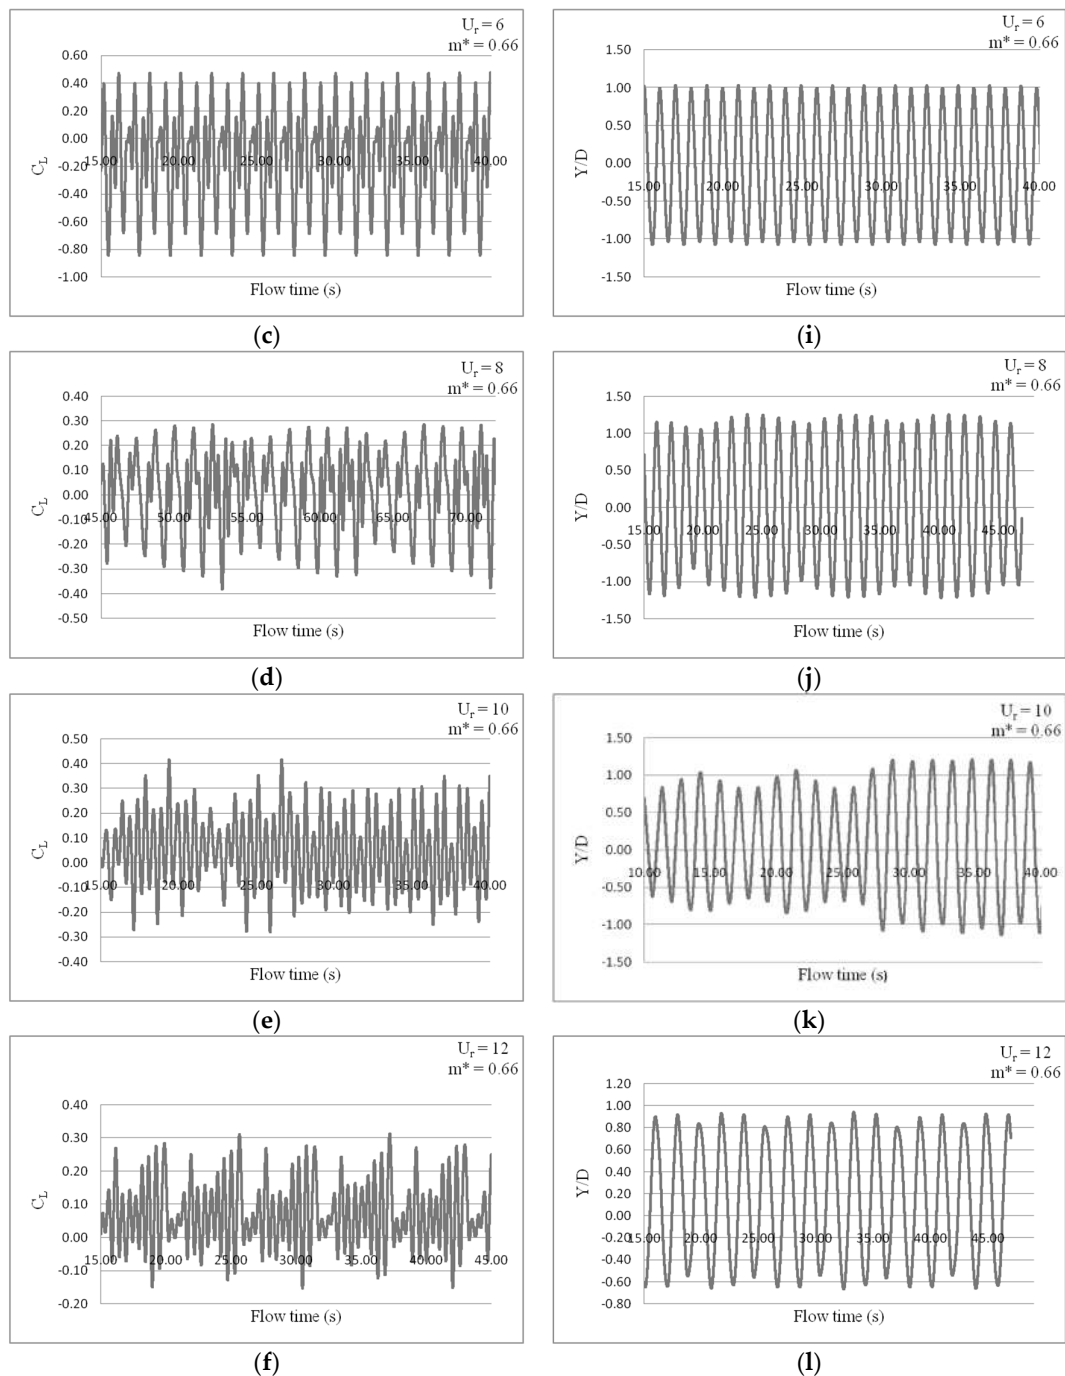 U_r = 6
m* = 0.66
0.60
0.40
0.20
0.00
-0.20
-0.40
-0.60
-0.80
-1.00
C_L
15.00 20.00 25.00 30.00 35.00 40.00
Flow time (s)
(c)
U_r = 6
m* = 0.66
1.50
1.00
0.50
0.00
-0.50
-1.00
-1.50
Y/D
15.00 20.00 25.00 30.00 35.00 40.00
Flow time (s)
(i)
U_r = 8
m* = 0.66
0.40
0.30
0.20
0.10
0.00
-0.10
-0.20
-0.30
-0.40
-0.50
C_L
45.00 50.00 55.00 60.00 65.00 70.00
Flow time (s)
(d)
U_r = 8
m* = 0.66
1.50
1.00
0.50
0.00
-0.50
-1.00
-1.50
Y/D
15.00 20.00 25.00 30.00 35.00 40.00 45.00
Flow time (s)
(j)
U_r = 10
m* = 0.66
0.50
0.40
0.30
0.20
0.10
0.00
-0.10
-0.20
-0.30
-0.40
C_L
15.00 20.00 25.00 30.00 35.00 40.00
Flow time (s)
(e)
U_r = 10
m* = 0.66
1.50
1.00
0.50
0.00
-0.50
-1.00
-1.50
Y/D
10.00 15.00 20.00 25.00 30.00 35.00 40.00
Flow time (s)
(k)
U_r = 12
m* = 0.66
0.40
0.30
0.20
0.10
0.00
-0.10
-0.20
C_L
15.00 20.00 25.00 30.00 35.00 40.00 45.00
Flow time (s)
(f)
U_r = 12
m* = 0.66
1.20
1.00
0.80
0.60
0.40
0.20
0.00
-0.20
-0.40
-0.60
-0.80
Y/D
15.00 20.00 25.00 30.00 35.00 40.00 45.00
Flow time (s)
(l)